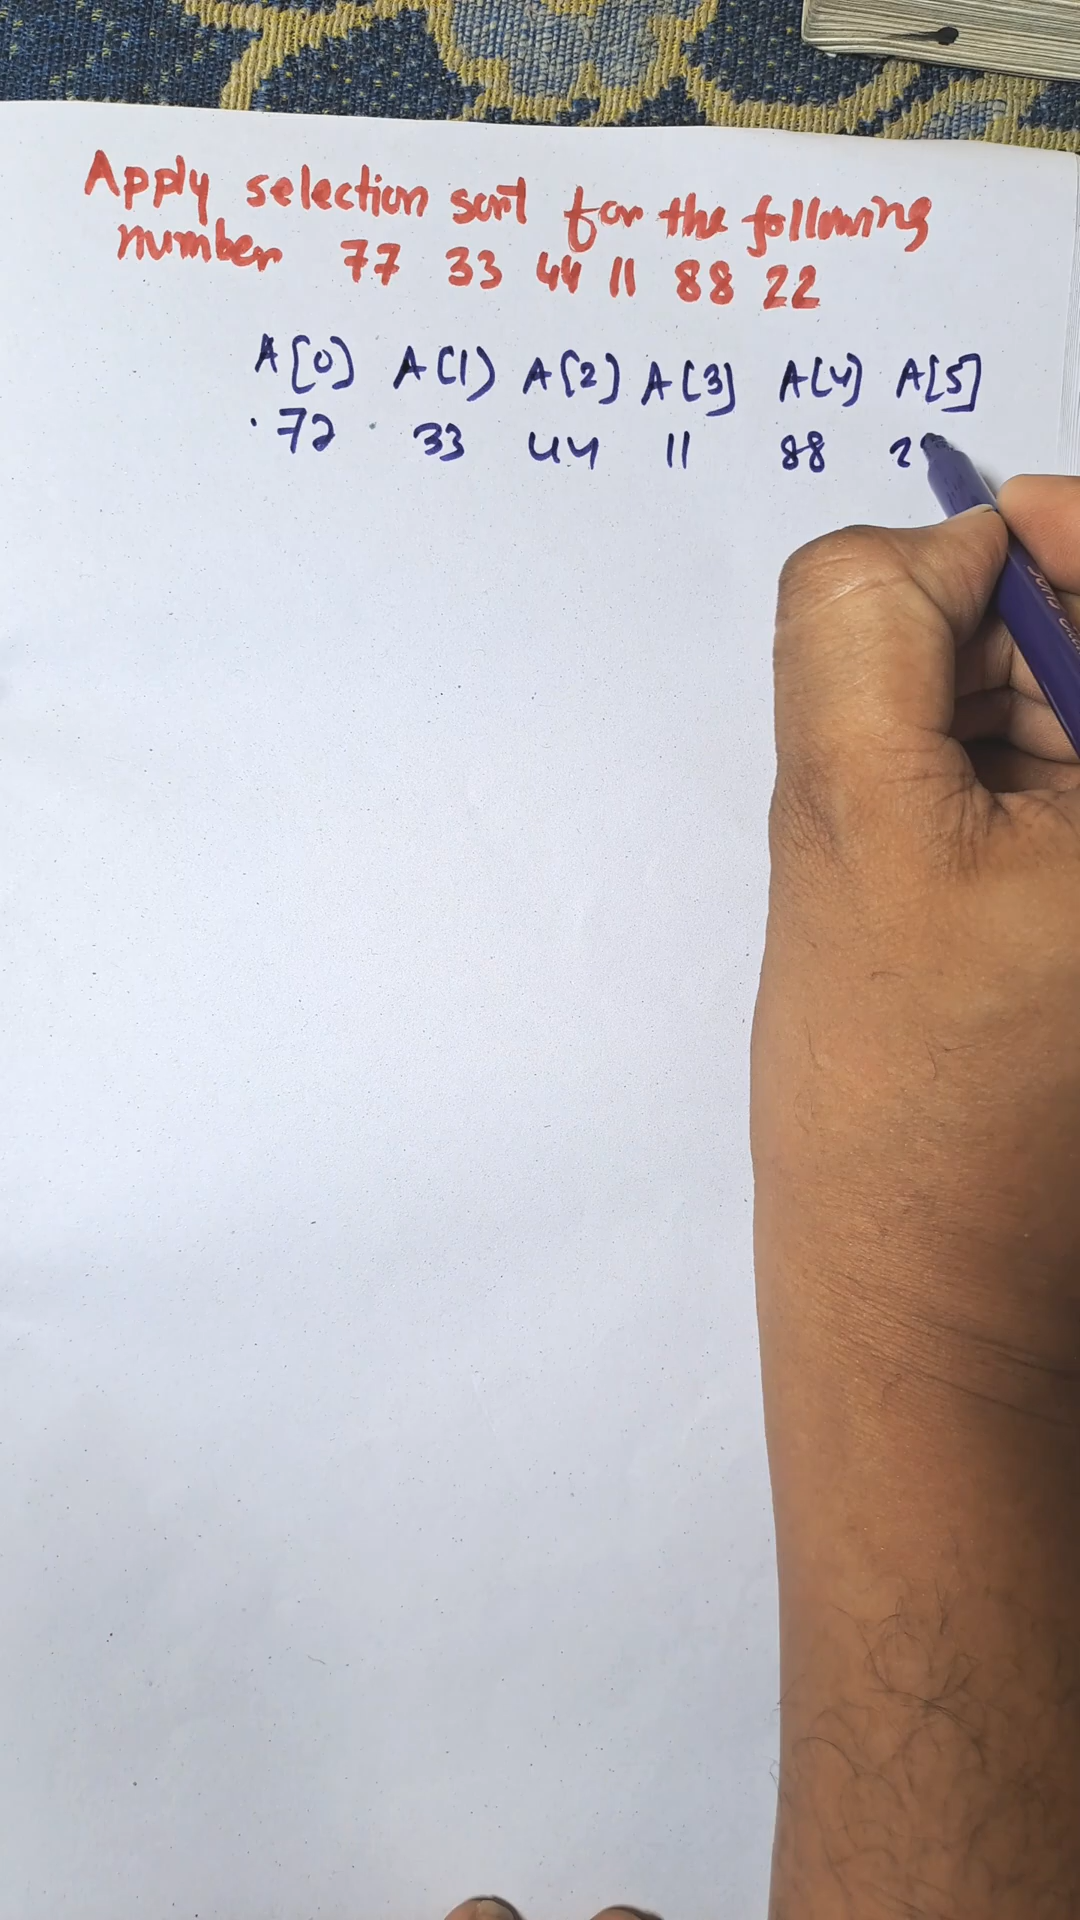 Apply selection sort for the following
number 77 33 44 11 88 22
A[0] A(1) A[2] A[3] A[4] A[5]
72 33 44 11 88 2